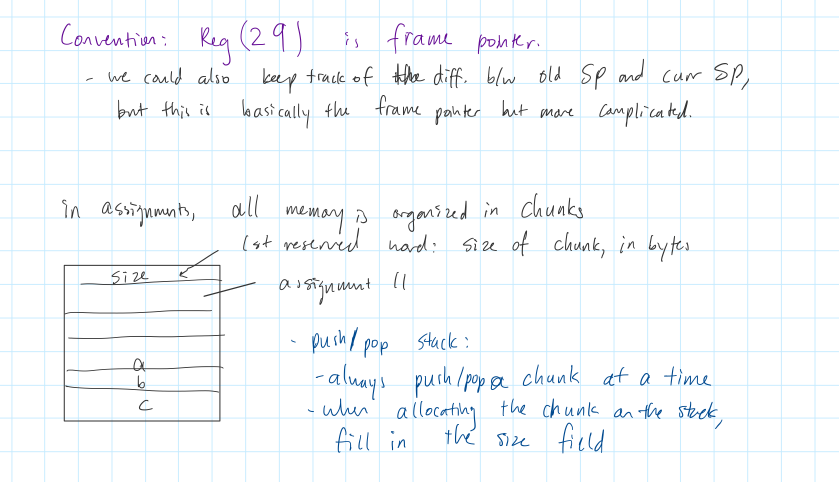 Convention: Reg(29) is frame pointer.
- we could also keep track of the diff. b/w old SP and curr SP,
but this is basically the frame pointer but more complicated.
in assignments, all memory is organized in chunks
1st reserved word: size of chunk, in bytes
size
assignment 11
a
b
c
- push/pop stack:
- always push/pop a chunk at a time
- when allocating the chunk on the stack,
fill in the size field